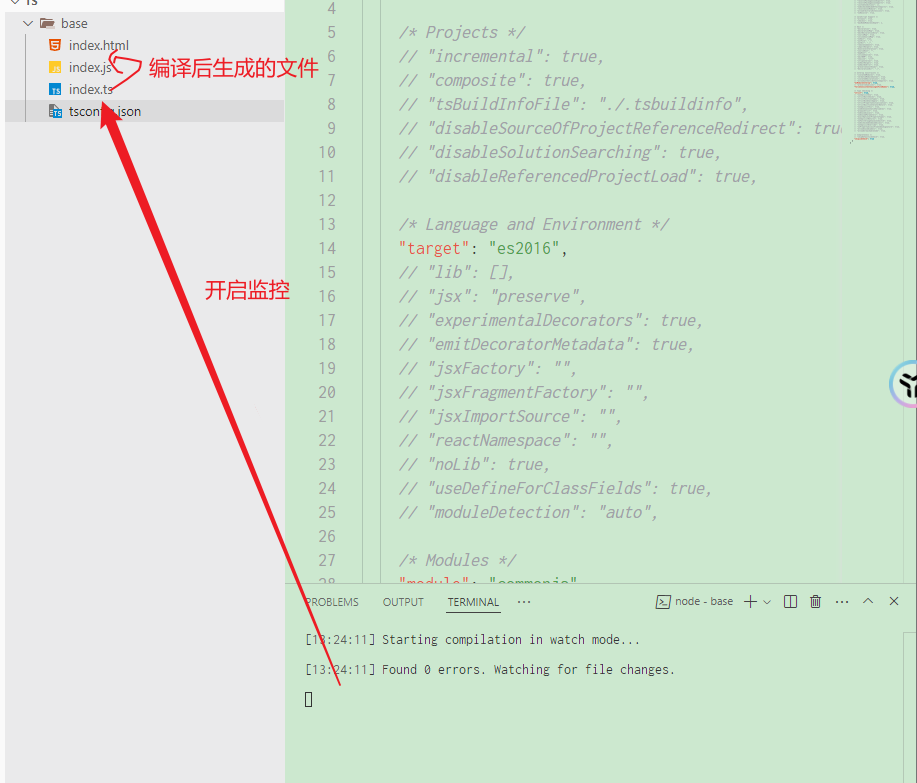 TS
base
index.html
index.js
index.ts
tsconfig.json
编译后生成的文件
开启监控
4
5 /* Projects */
6 // "incremental": true,
7 // "composite": true,
8 // "tsBuildInfoFile": "./.tsbuildinfo",
9 // "disableSourceOfProjectReferenceRedirect": tru
10 // "disableSolutionSearching": true,
11 // "disableReferencedProjectLoad": true,
12
13 /* Language and Environment */
14 "target": "es2016",
15 // "lib": [],
16 // "jsx": "preserve",
17 // "experimentalDecorators": true,
18 // "emitDecoratorMetadata": true,
19 // "jsxFactory": "",
20 // "jsxFragmentFactory": "",
21 // "jsxImportSource": "",
22 // "reactNamespace": "",
23 // "noLib": true,
24 // "useDefineForClassFields": true,
25 // "moduleDetection": "auto",
26
27 /* Modules */
28 "module": "commonjs"
PROBLEMS OUTPUT TERMINAL ··· node - base
[13:24:11] Starting compilation in watch mode...
[13:24:11] Found 0 errors. Watching for file changes.